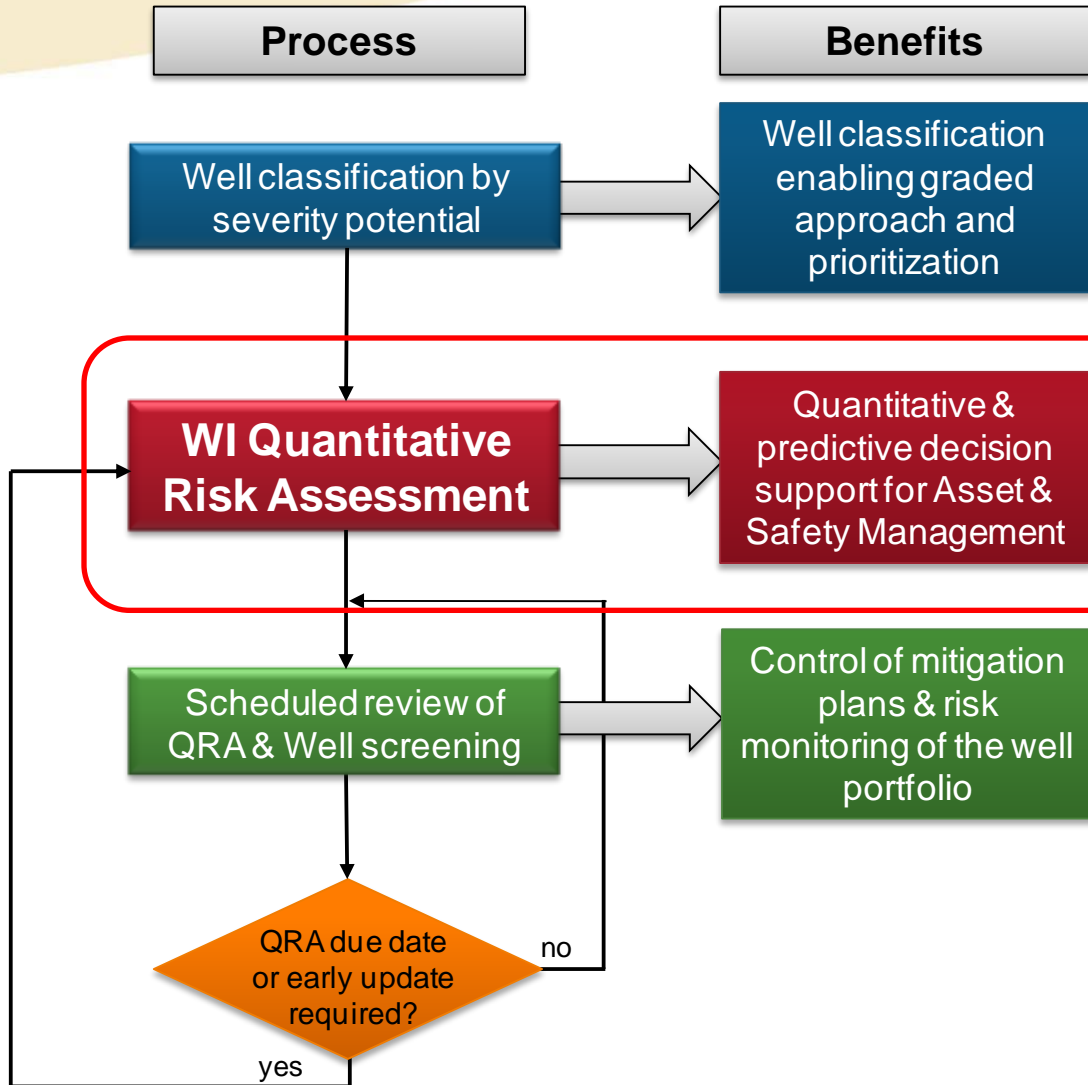 Process
Benefits
Well classification by
severity potential
Well classification
enabling graded
approach and
prioritization
WI Quantitative
Risk Assessment
Quantitative &
predictive decision
support for Asset &
Safety Management
Scheduled review of
QRA & Well screening
Control of mitigation
plans & risk
monitoring of the well
portfolio
QRA due date
or early update
required?
no
yes